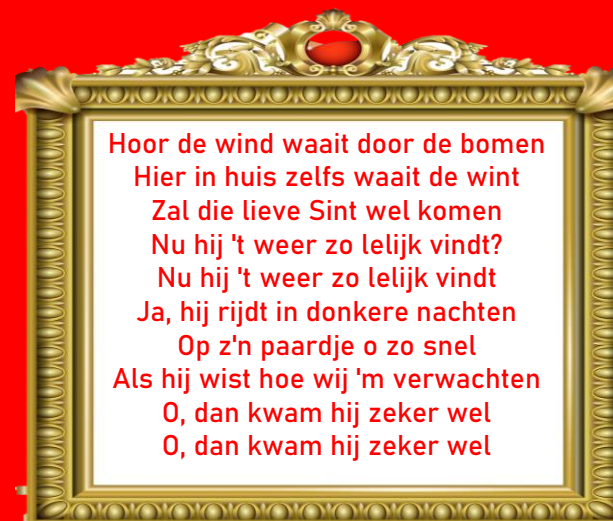 Hoor de wind waait door de bomen
Hier in huis zelfs waait de wint
Zal die lieve Sint wel komen
Nu hij 't weer zo lelijk vindt?
Nu hij 't weer zo lelijk vindt
Ja, hij rijdt in donkere nachten
Op z'n paardje o zo snel
Als hij wist hoe wij 'm verwachten
O, dan kwam hij zeker wel
O, dan kwam hij zeker wel